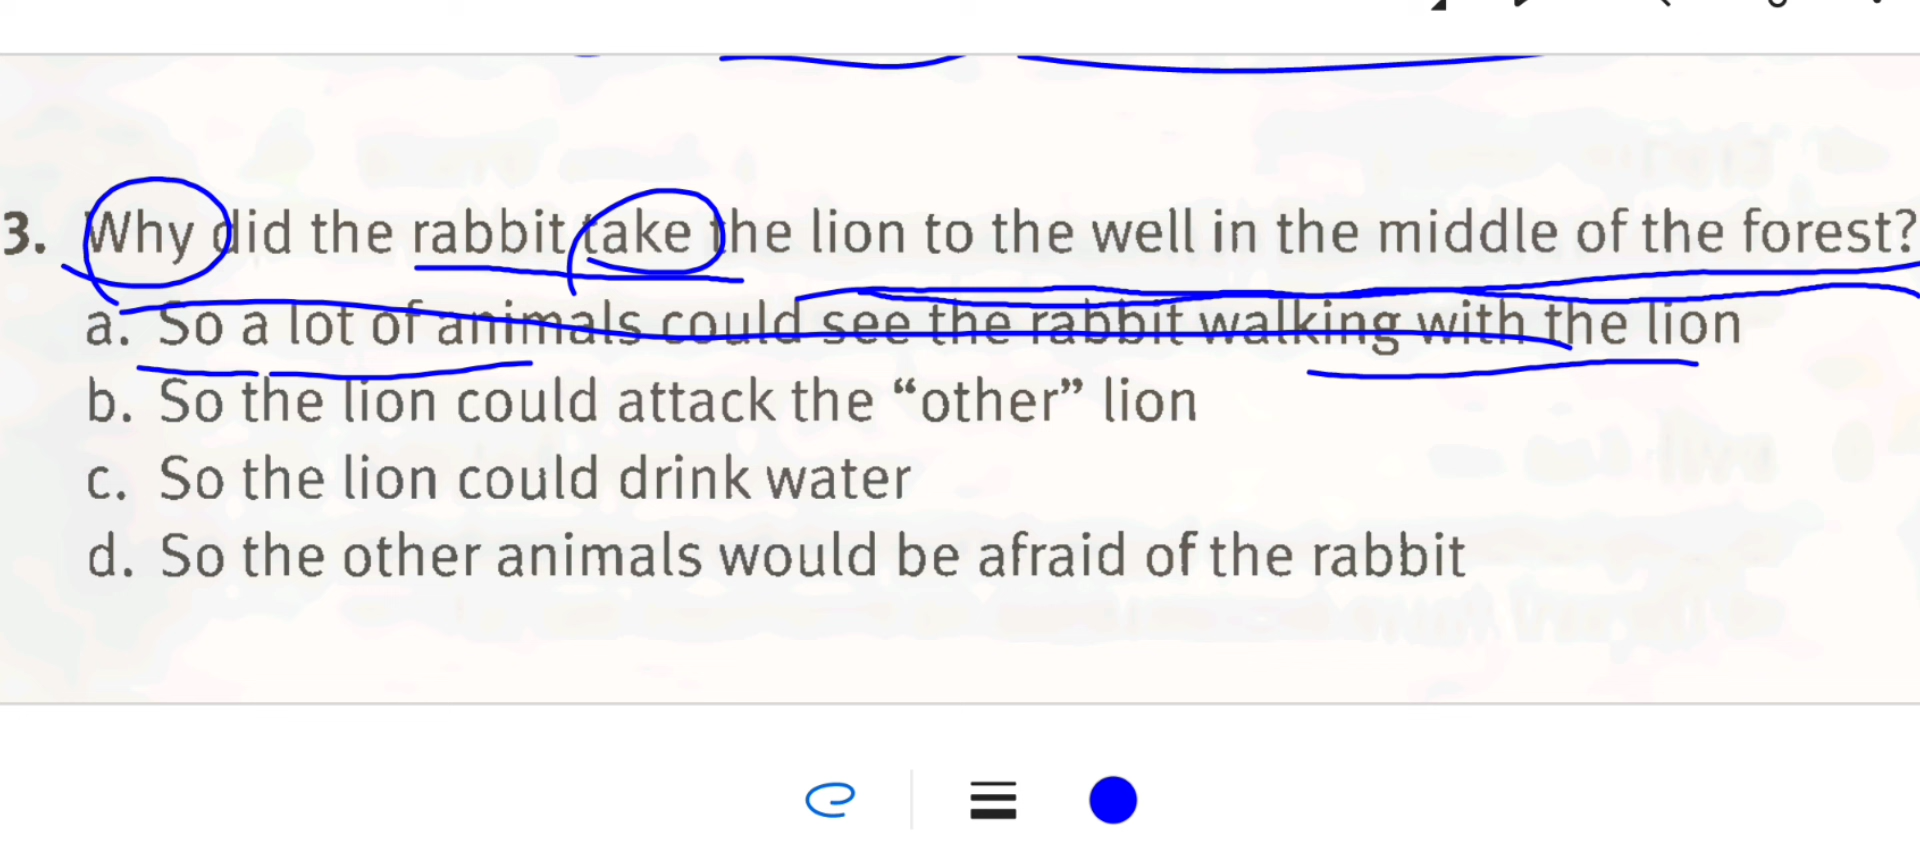 3. Why did the rabbit take the lion to the well in the middle of the forest?
a. So a lot of animals could see the rabbit walking with the lion
b. So the lion could attack the “other” lion
c. So the lion could drink water
d. So the other animals would be afraid of the rabbit